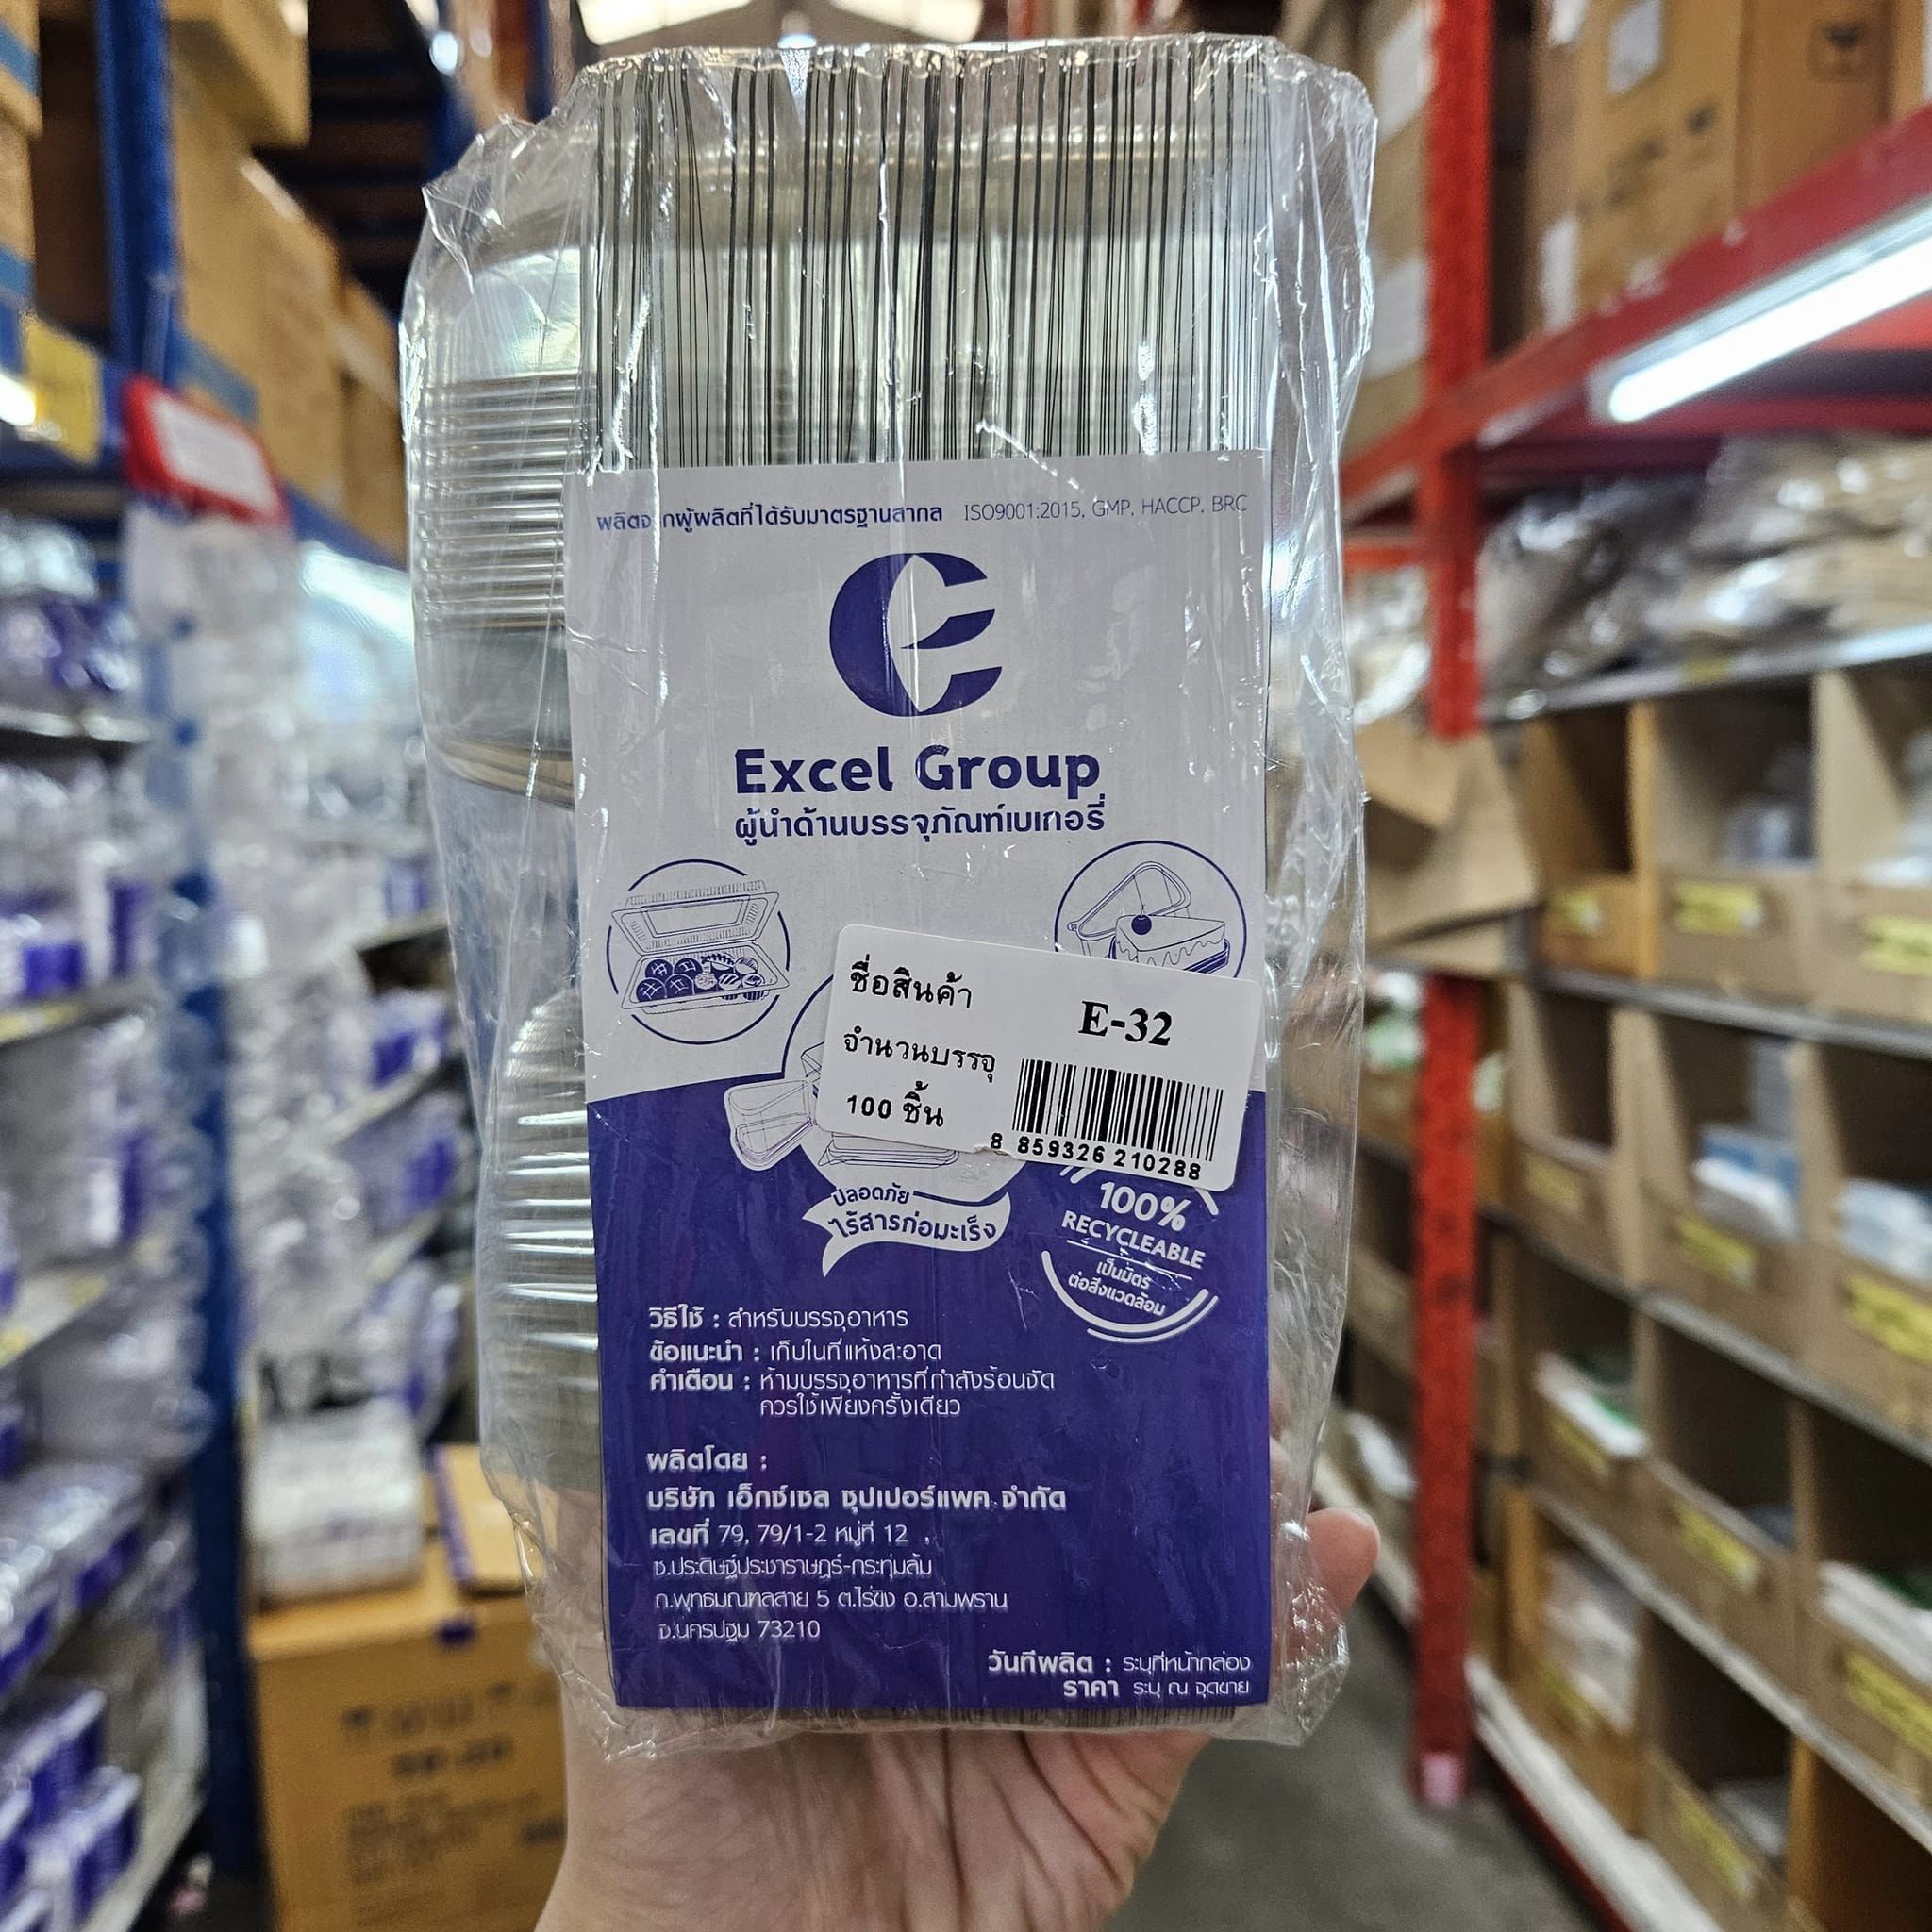 ผลิตจากผู้ผลิตที่ได้รับมาตรฐานสากล ISO9001:2015, GMP, HACCP, BRC
Excel Group
ผู้นำด้านบรรจุภัณฑ์เบเกอรี่
ชื่อสินค้า E-32
จำนวนบรรจุ
100 ชิ้น
8 859326 210288
ปลอดภัย
ไร้สารก่อมะเร็ง
100%
RECYCLEABLE
เป็นมิตร
ต่อสิ่งแวดล้อม
วิธีใช้ : สำหรับบรรจุอาหาร
ข้อแนะนำ : เก็บในที่แห้งสะอาด
คำเตือน : ห้ามบรรจุอาหารที่กำลังร้อนจัด
ควรใช้เพียงครั้งเดียว
ผลิตโดย :
บริษัท เอ็กซ์เซล ซุปเปอร์แพค จำกัด
เลขที่ 79, 79/1-2 หมู่ที่ 12
ซ.ประดิษฐ์ประชาราษฎร์-กระทุ่มล้ม
ถ.พุทธมณฑลสาย 5 ต.ไร่ขิง อ.สามพราน
จ.นครปฐม 73210
วันที่ผลิต : ระบุที่หน้ากล่อง
ราคา ระบุ ณ จุดขาย